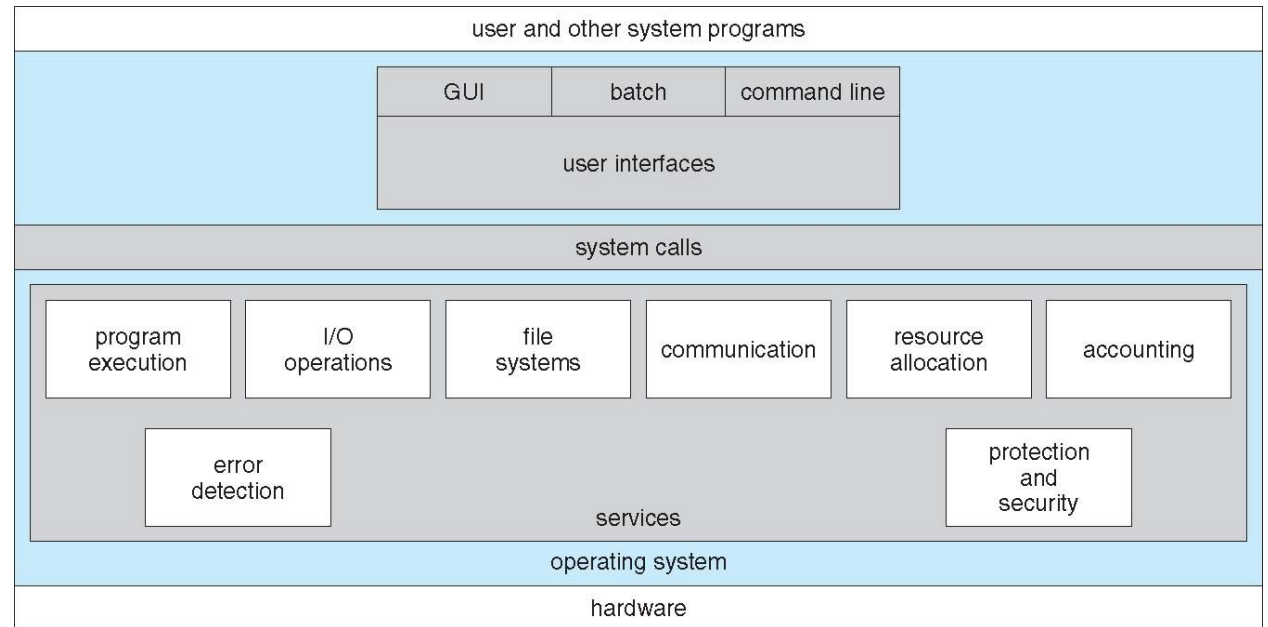 user and other system programs
GUI
batch
command line
user interfaces
system calls
program
execution
I/O
operations
file
systems
communication
resource
allocation
accounting
error
detection
protection
and
security
services
operating system
hardware